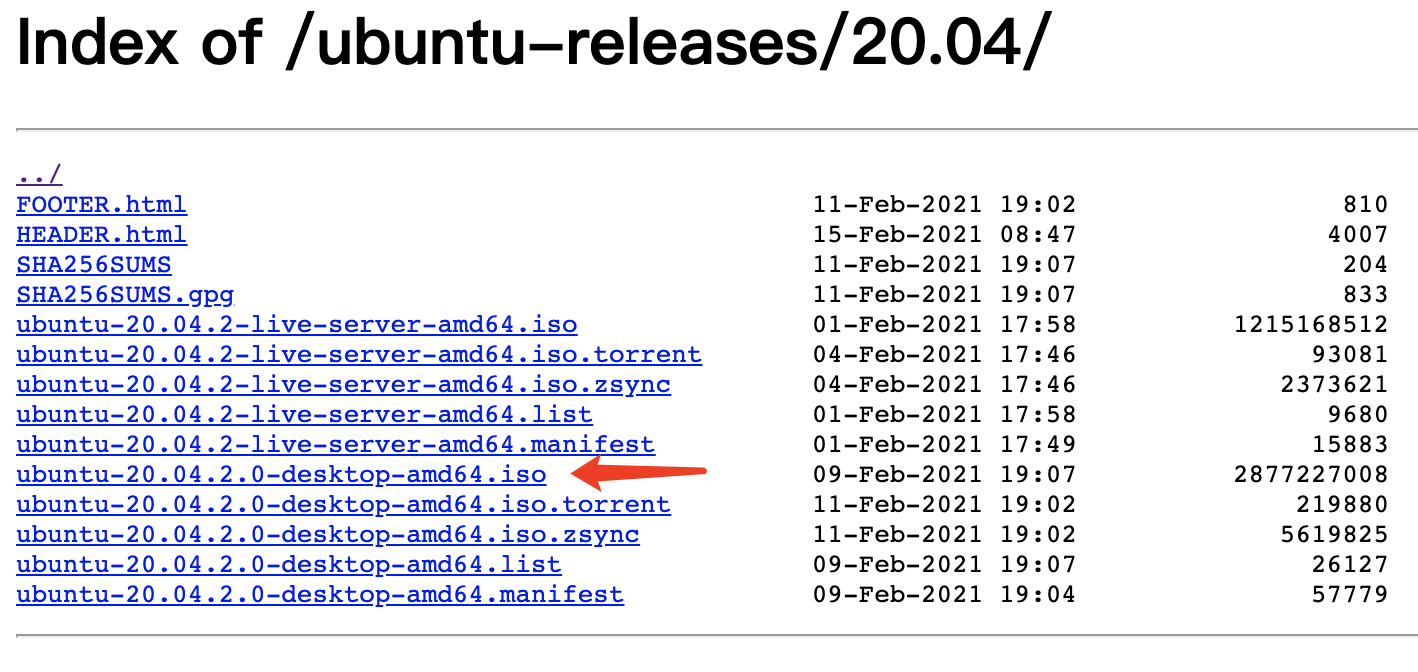 Index of /ubuntu-releases/20.04/
../
FOOTER.html 11-Feb-2021 19:02 810
HEADER.html 15-Feb-2021 08:47 4007
SHA256SUMS 11-Feb-2021 19:07 204
SHA256SUMS.gpg 11-Feb-2021 19:07 833
ubuntu-20.04.2-live-server-amd64.iso 01-Feb-2021 17:58 1215168512
ubuntu-20.04.2-live-server-amd64.iso.torrent 04-Feb-2021 17:46 93081
ubuntu-20.04.2-live-server-amd64.iso.zsync 04-Feb-2021 17:46 2373621
ubuntu-20.04.2-live-server-amd64.list 01-Feb-2021 17:58 9680
ubuntu-20.04.2-live-server-amd64.manifest 01-Feb-2021 17:49 15883
ubuntu-20.04.2.0-desktop-amd64.iso 09-Feb-2021 19:07 2877227008
ubuntu-20.04.2.0-desktop-amd64.iso.torrent 11-Feb-2021 19:02 219880
ubuntu-20.04.2.0-desktop-amd64.iso.zsync 11-Feb-2021 19:02 5619825
ubuntu-20.04.2.0-desktop-amd64.list 09-Feb-2021 19:07 26127
ubuntu-20.04.2.0-desktop-amd64.manifest 09-Feb-2021 19:04 57779